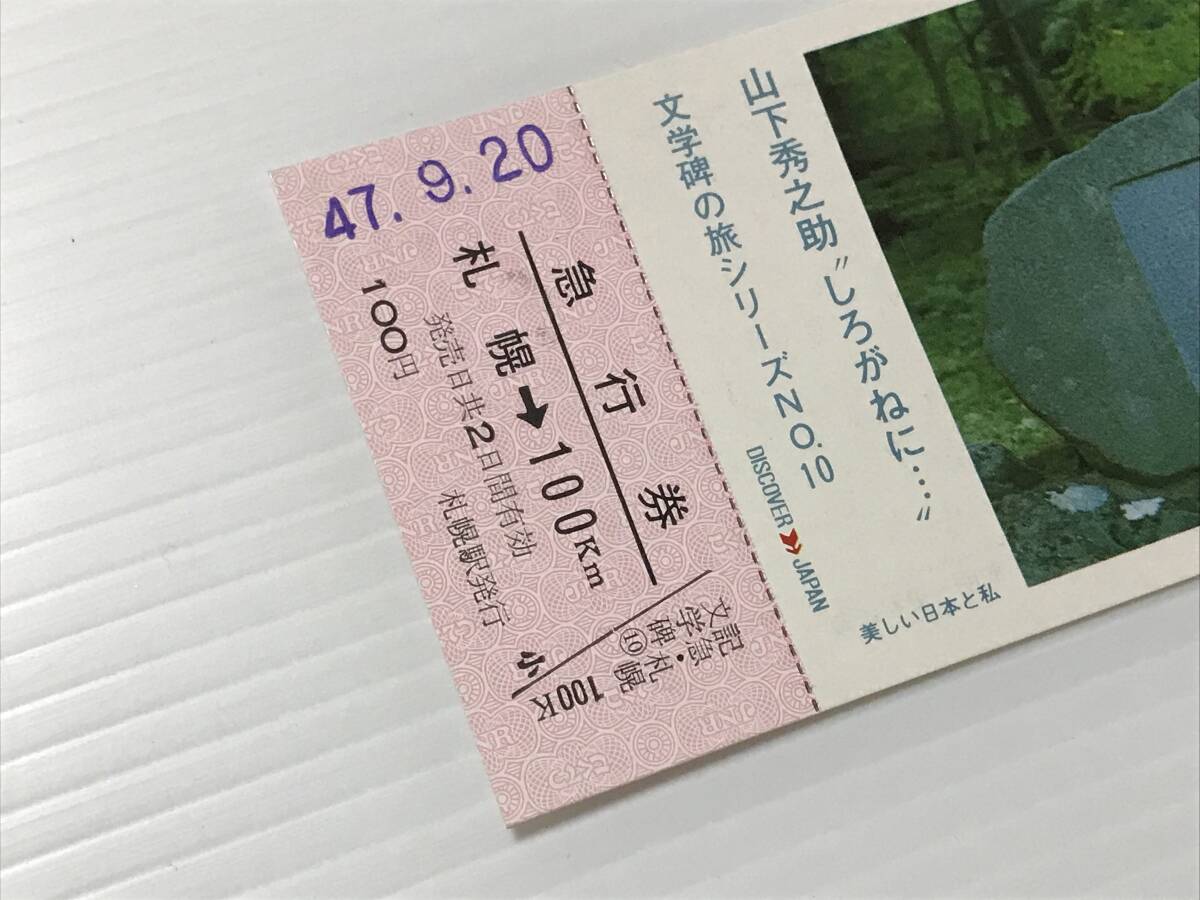 47. 9. 20
急行券
札幌➡100Km
発売日共2日間有効
100円
札幌駅発行
記急・札幌
文学碑⑩
小
100K
山下秀之助〝しろがねに…〟
文学碑の旅シリーズNO.10
DISCOVER JAPAN
美しい日本と私
JNR